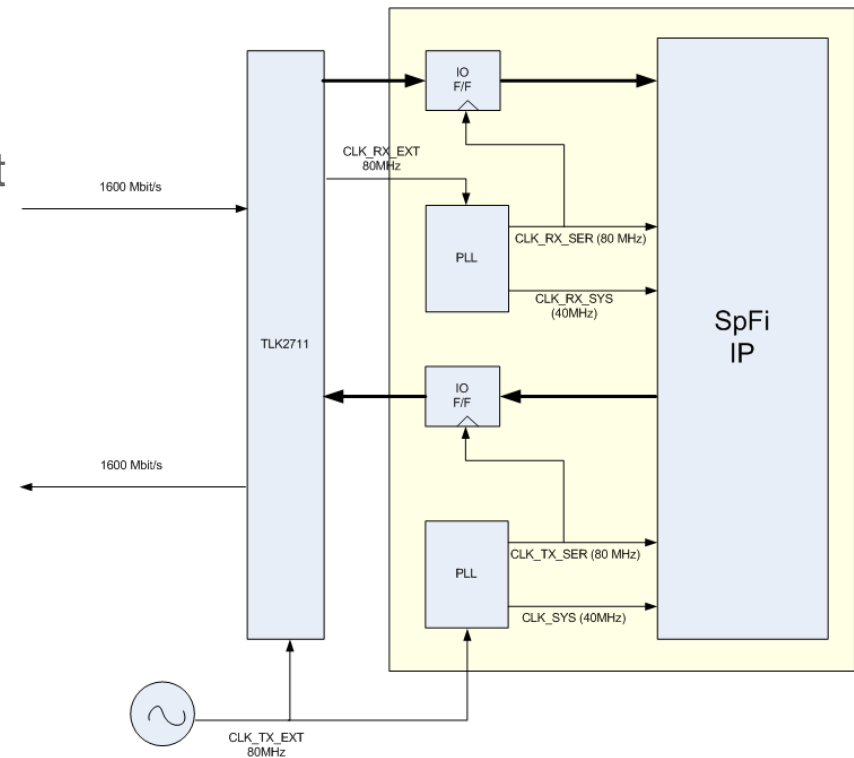 IO
F/F
CLK_RX_EXT
80MHz
t
1600 Mbit/s
CLK_RX_SER (80 MHz)
PLL
CLK_RX_SYS
(40MHz)
SpFi
IP
TLK2711
IO
F/F
1600 Mbit/s
CLK_TX_SER (80 MHz)
PLL
CLK_SYS (40MHz)
CLK_TX_EXT
80MHz